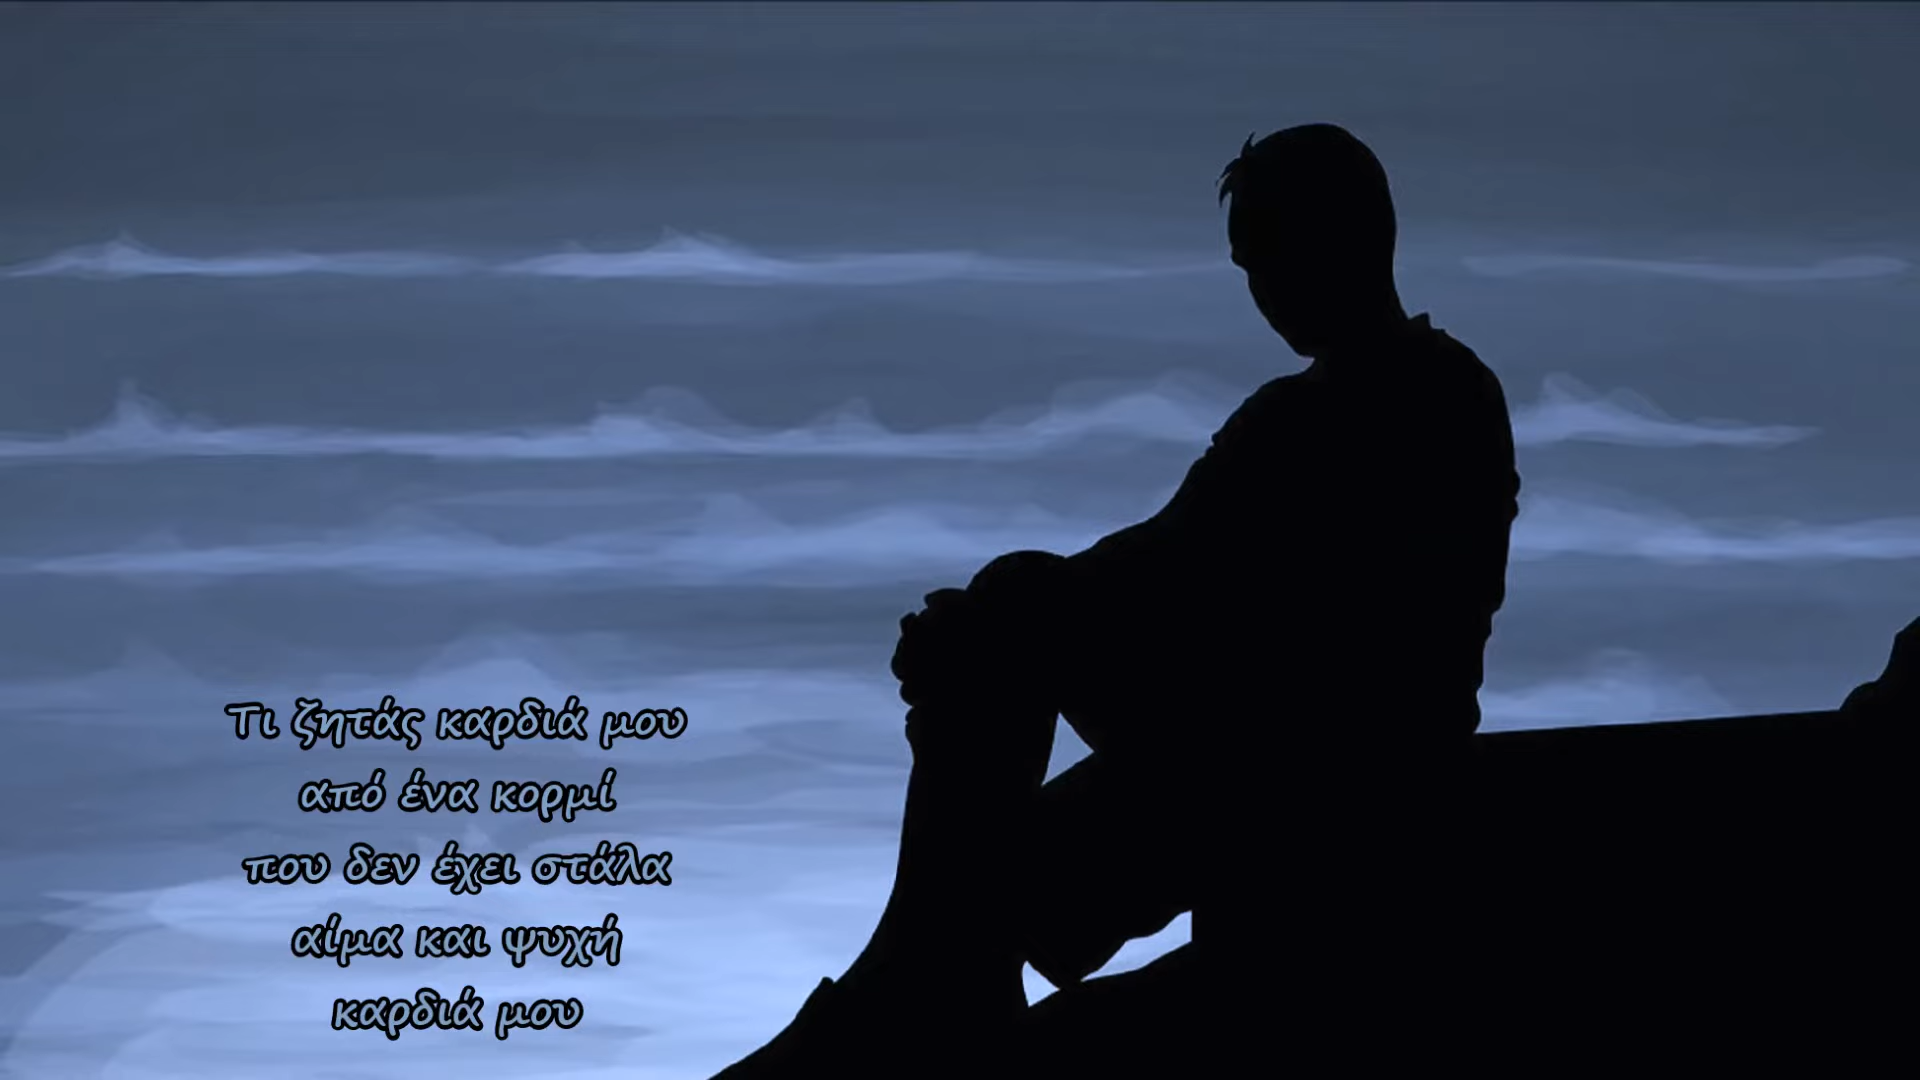 Τι ζητάς καρδιά μου
από ένα κορμί
που δεν έχει στάλα
αίμα και ψυχή
καρδιά μου